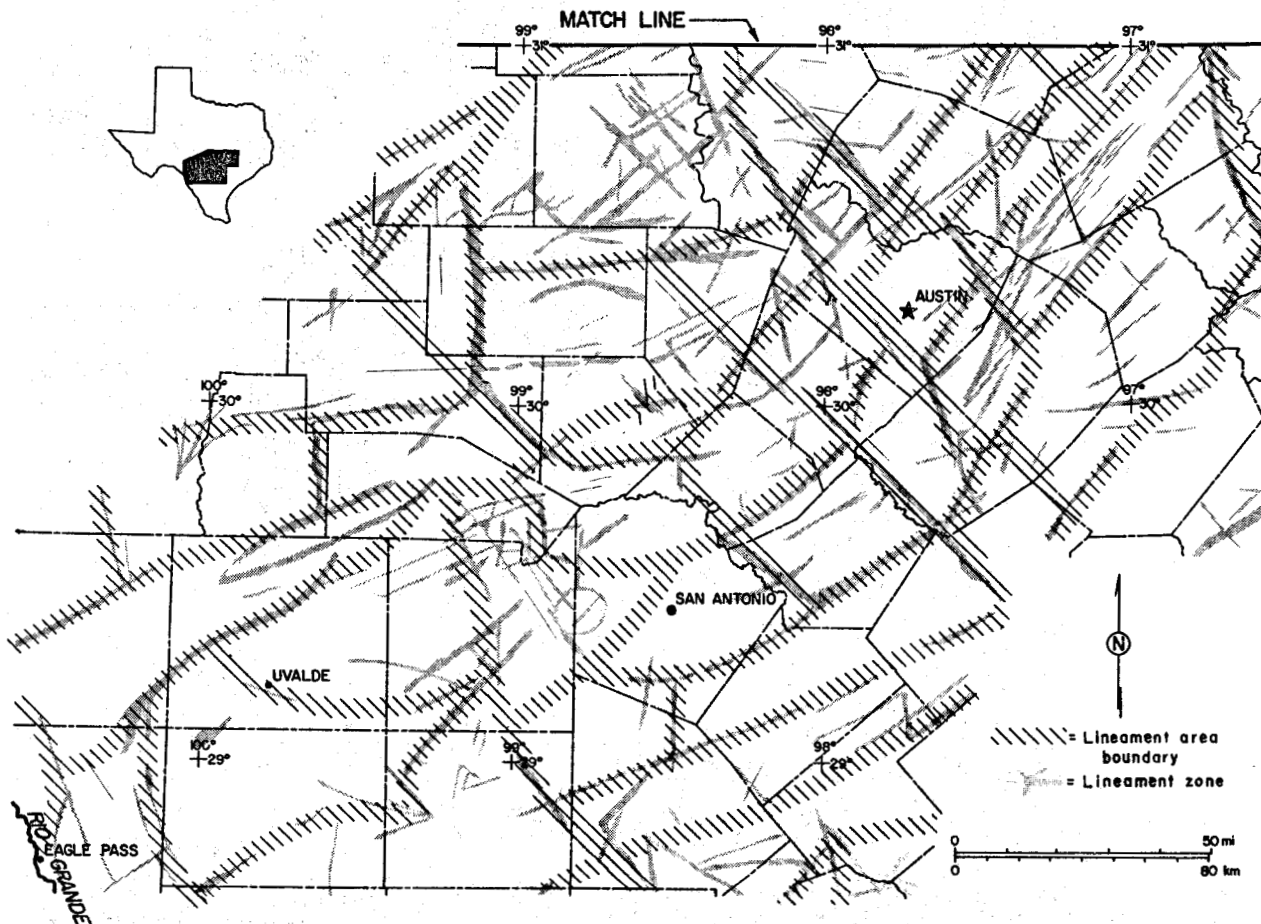 MATCH LINE
99°
31°
98°
31°
97°
31°
AUSTIN
100°
30°
99°
30°
98°
30°
97°
30°
SAN ANTONIO
UVALDE
N
100°
29°
99°
29°
98°
29°
= Lineament area
boundary
= Lineament zone
EAGLE PASS
RIO GRANDE
0 50 mi
0 80 km